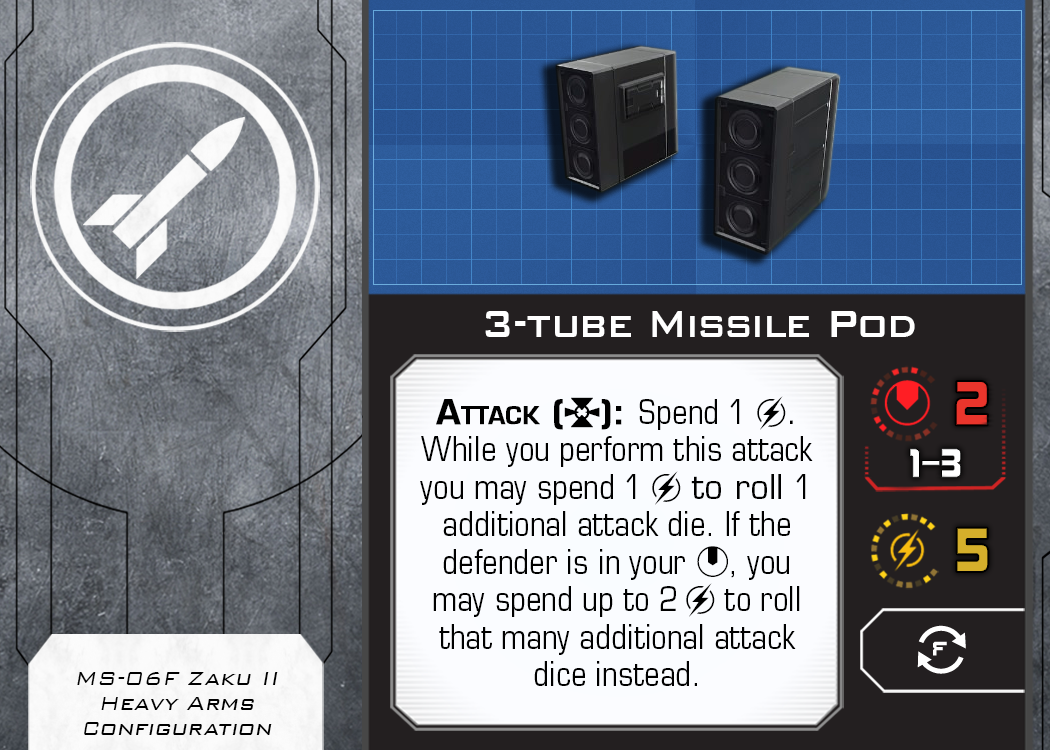 3-TUBE MISSILE POD
ATTACK ( ): Spend 1 .
While you perform this attack
you may spend 1 to roll 1
additional attack die. If the
defender is in your , you
may spend up to 2 to roll
that many additional attack
dice instead.
2
1–3
5
F
MS-06F ZAKU II
HEAVY ARMS
CONFIGURATION